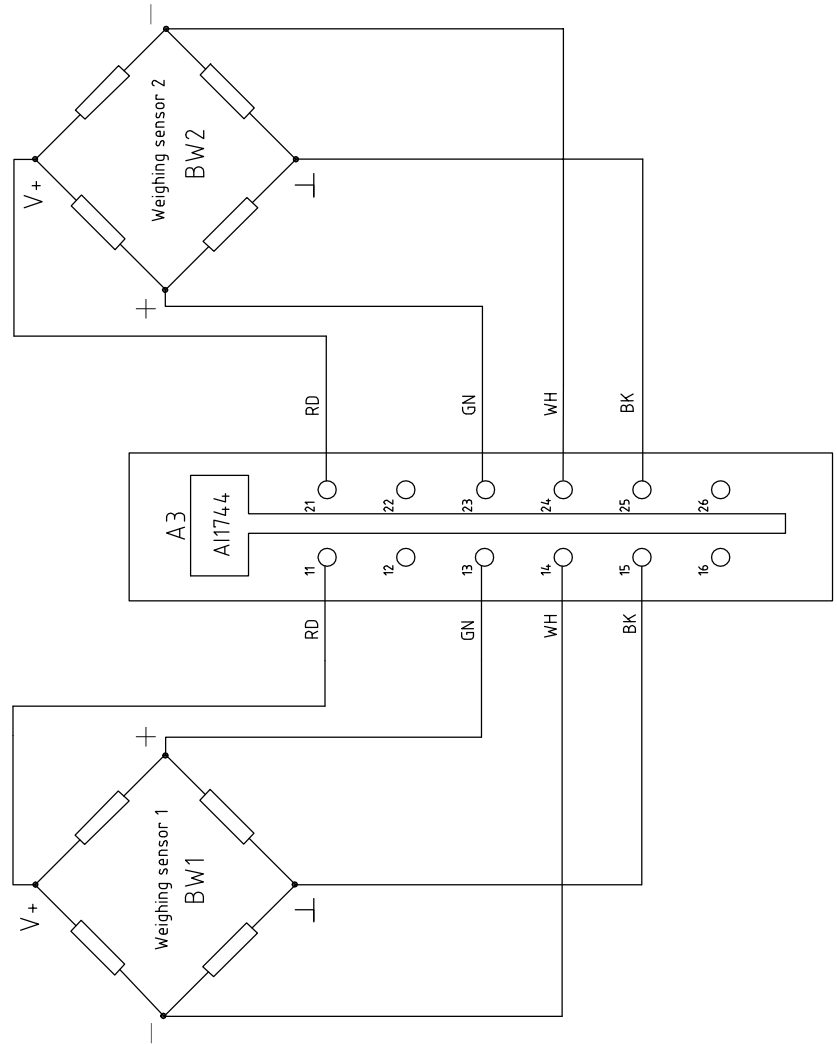 −
Weighing sensor 2
BW2
V+
⊥
+
RD
GN
WH
BK
A3
AI1744
21
22
23
24
25
26
11
12
13
14
15
16
RD
GN
WH
BK
+
Weighing sensor 1
BW1
V+
⊥
−